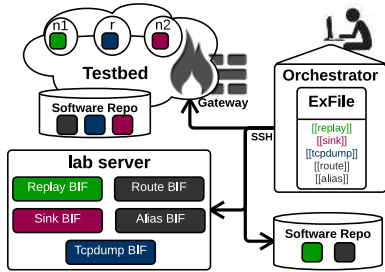 n1
r
n2
Testbed
Software Repo
Gateway
Orchestrator
ExFile
[[replay]]
[[sink]]
[[tcpdump]]
[[route]]
[[alias]]
SSH
lab server
Replay BIF
Route BIF
Sink BIF
Alias BIF
Tcpdump BIF
Software Repo